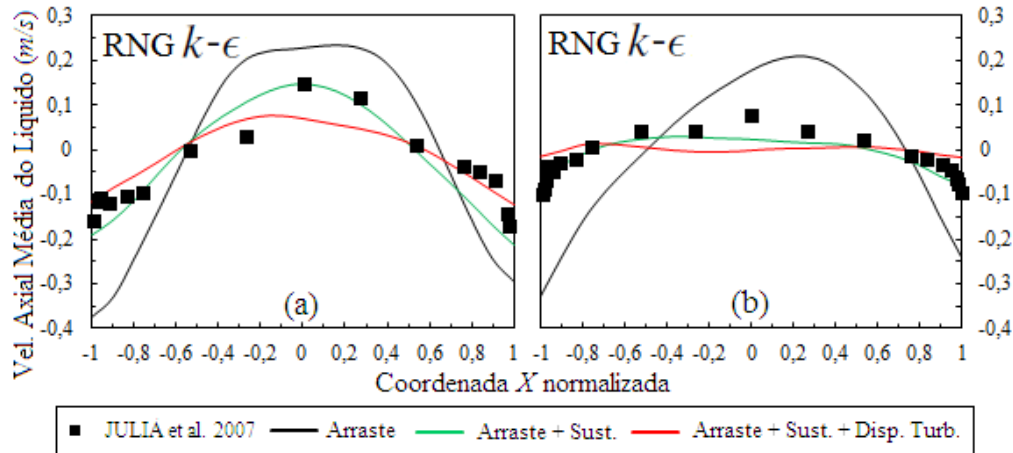 0,3 0,3
RNG k-ϵ RNG k-ϵ
0,2 0,2
0,1 0,1
0 0
-0,1 -0,1
-0,2 -0,2
-0,3 -0,3
-0,4 -0,4
Vel. Axial Média do Líquido (m/s)
(a) (b)
-1 -0,8 -0,6 -0,4 -0,2 0 0,2 0,4 0,6 0,8 1 -1 -0,8 -0,6 -0,4 -0,2 0 0,2 0,4 0,6 0,8 1
Coordenada X normalizada
JULIA et al. 2007 Arraste Arraste + Sust. Arraste + Sust. + Disp. Turb.